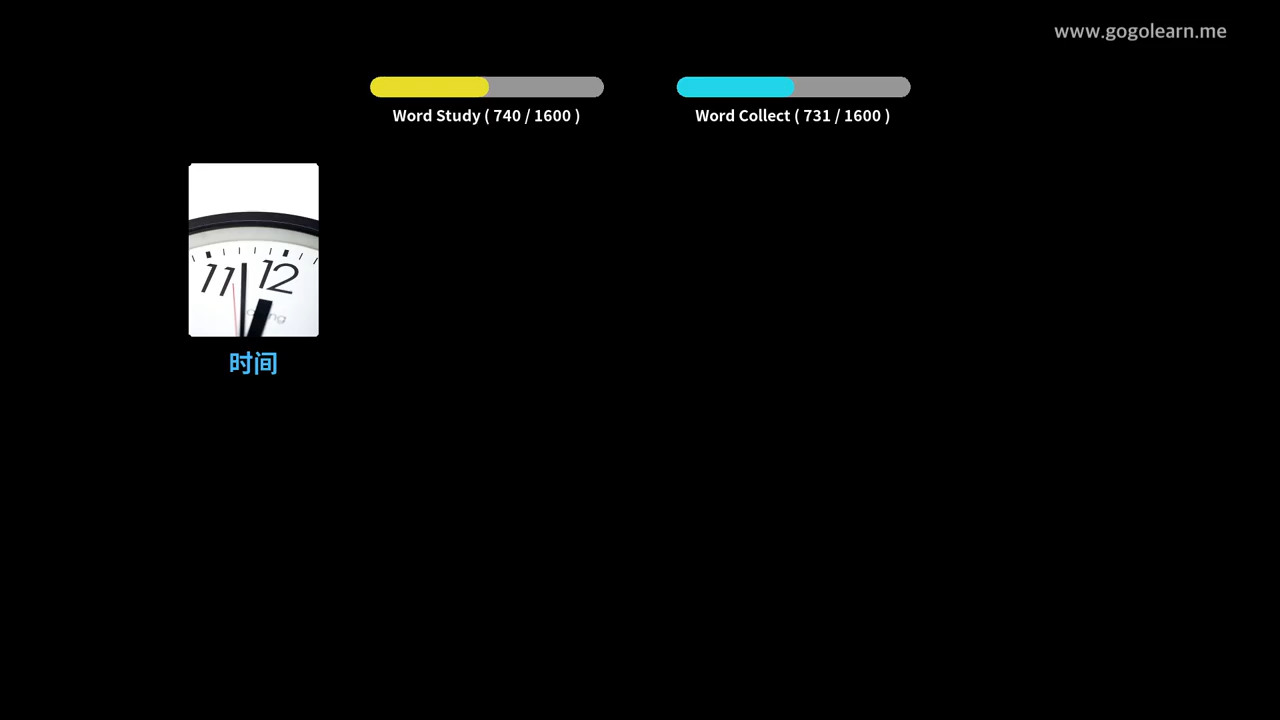 www.gogolearn.me
Word Study ( 740 / 1600 )
Word Collect ( 731 / 1600 )
11 12
时间